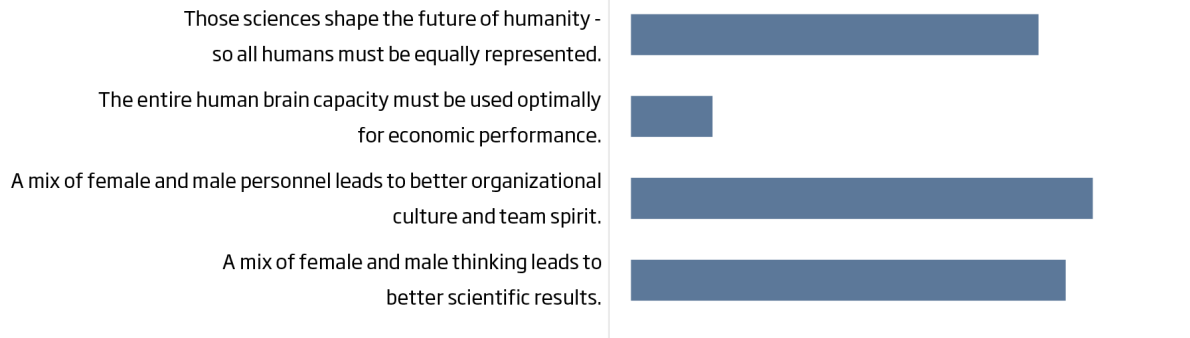 Those sciences shape the future of humanity -
so all humans must be equally represented.
The entire human brain capacity must be used optimally
for economic performance.
A mix of female and male personnel leads to better organizational
culture and team spirit.
A mix of female and male thinking leads to
better scientific results.